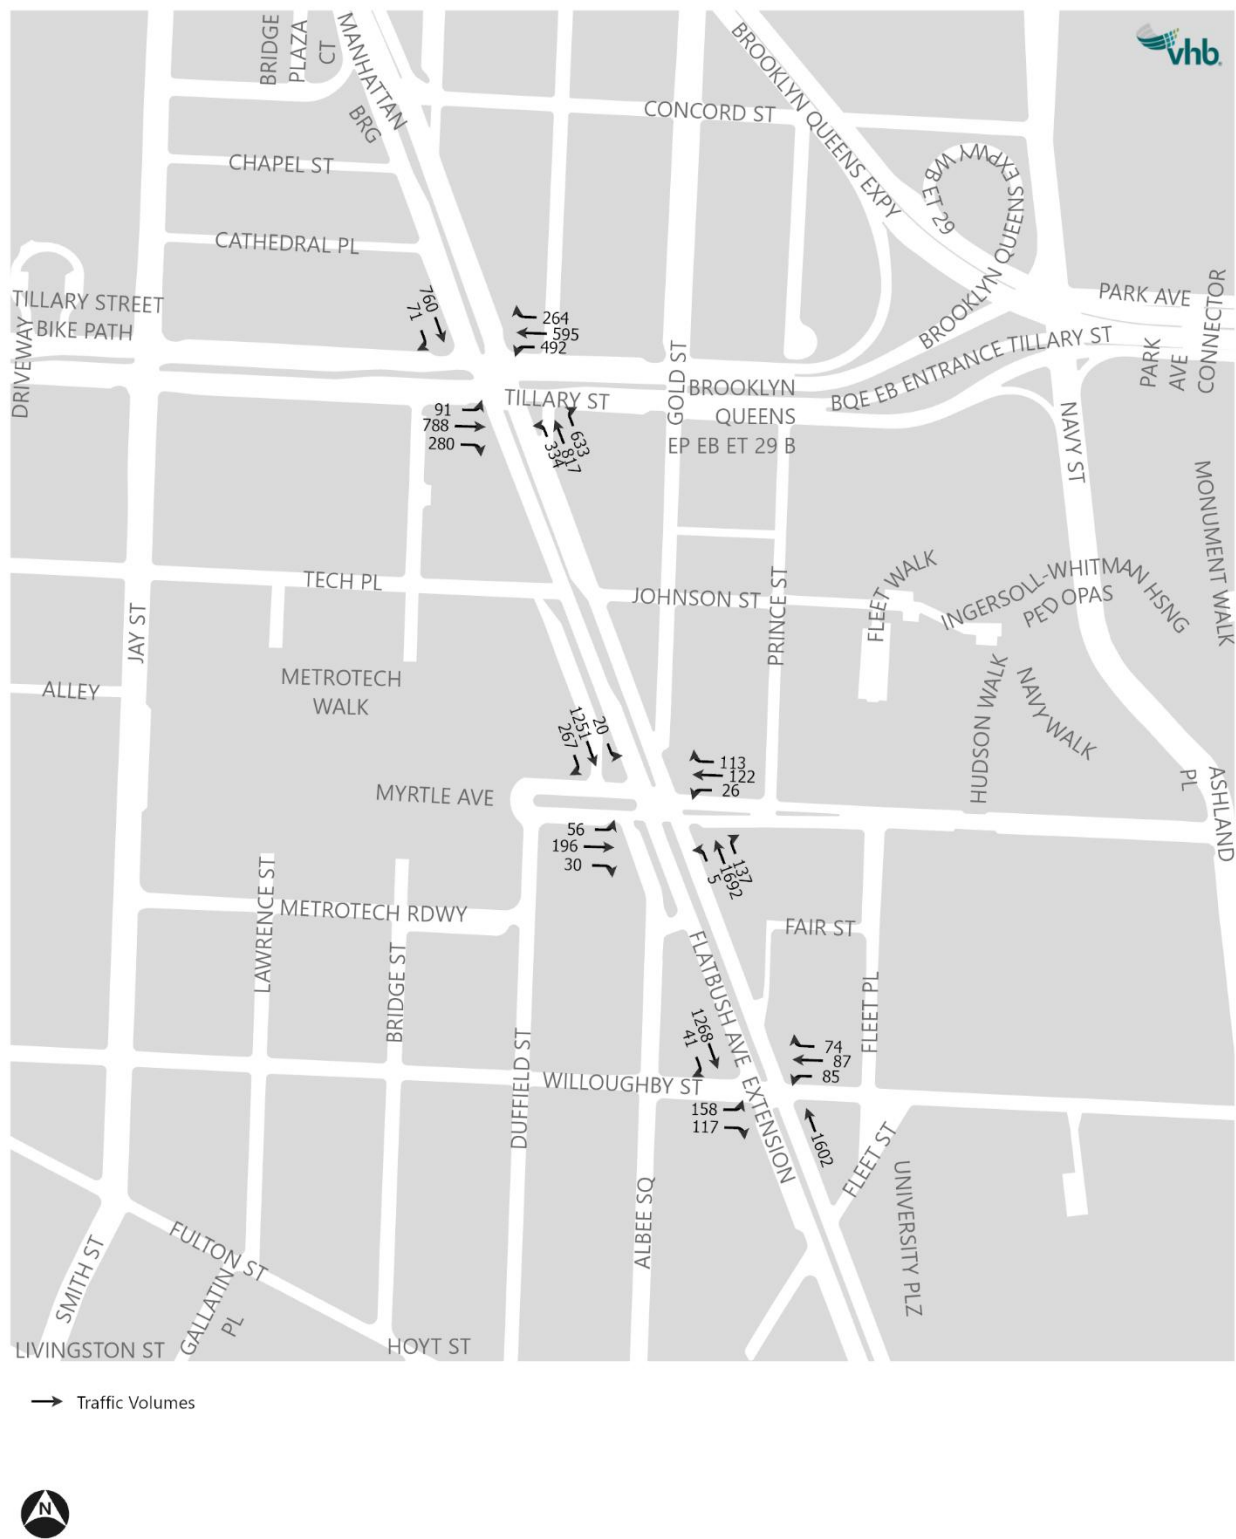 BRIDGE
PLAZA
CT
MANHATTAN
BRG
BROOKLYN QUEENS EXPY
vhb.
CONCORD ST
CHAPEL ST
BROOKLYN QUEENS EXPWY WB ET 29
CATHEDRAL PL
TILLARY STREET
BIKE PATH
DRIVEWAY
760
71
264
595
492
PARK AVE
PARK
AVE
CONNECTOR
BQE EB ENTRANCE TILLARY ST
TILLARY ST
GOLD ST
BROOKLYN
QUEENS
EP EB ET 29 B
91
788
280
334
817
633
NAVY ST
MONUMENT WALK
TECH PL
JOHNSON ST
PRINCE ST
FLEET WALK
INGERSOLL-WHITMAN HSNG
PED OPAS
JAY ST
ALLEY
METROTECH
WALK
HUDSON WALK
NAVY WALK
267
1251
20
113
122
26
MYRTLE AVE
ASHLAND
PL
56
196
30
5
1692
137
LAWRENCE ST
METROTECH RDWY
BRIDGE ST
FAIR ST
FLATBUSH AVE EXTENSION
FLEET PL
DUFFIELD ST
41
1268
74
87
85
WILLOUGHBY ST
158
117
1602
FLEET ST
UNIVERSITY PLZ
ALBEE SQ
FULTON ST
SMITH ST
GALLATIN
PL
LIVINGSTON ST
HOYT ST
Traffic Volumes
N